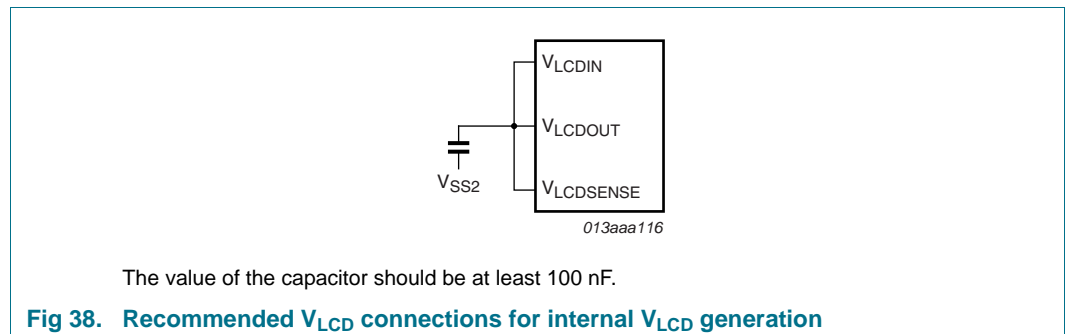 VLCDIN
VLCDOUT
VSS2
VLCDSENSE
013aaa116
The value of the capacitor should be at least 100 nF.
Fig 38. Recommended VLCD connections for internal VLCD generation